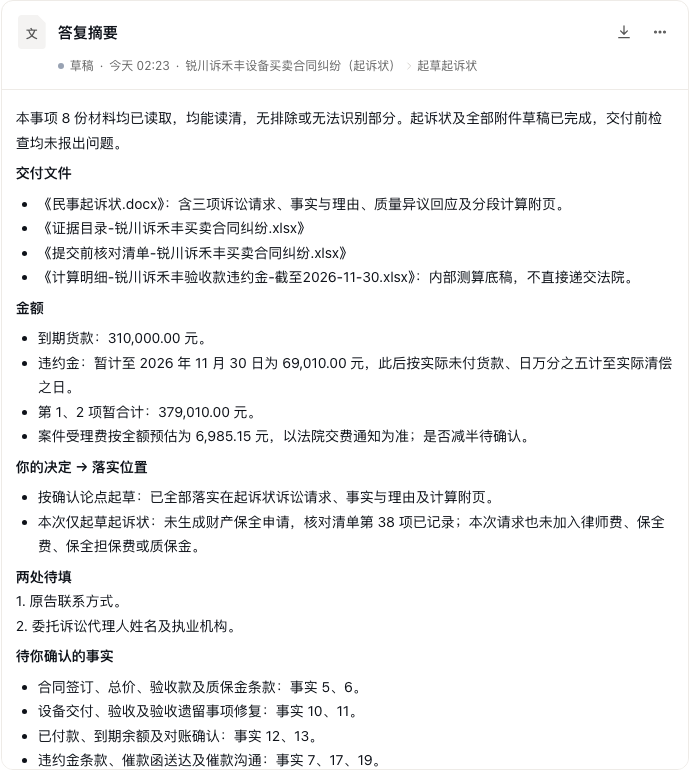 文
答复摘要
草稿 · 今天 02:23 · 锐川诉禾丰设备买卖合同纠纷（起诉状） > 起草起诉状
本事项 8 份材料均已读取，均能读清，无排除或无法识别部分。起诉状及全部附件草稿已完成，交付前检
查均未报出问题。
交付文件
• 《民事起诉状.docx》：含三项诉讼请求、事实与理由、质量异议回应及分段计算附页。
• 《证据目录-锐川诉禾丰买卖合同纠纷.xlsx》
• 《提交前核对清单-锐川诉禾丰买卖合同纠纷.xlsx》
• 《计算明细-锐川诉禾丰验收款违约金-截至2026-11-30.xlsx》：内部测算底稿，不直接递交法院。
金额
• 到期货款：310,000.00 元。
• 违约金：暂计至 2026 年 11 月 30 日为 69,010.00 元，此后按实际未付货款、日万分之五计至实际清偿
之日。
• 第 1、2 项暂合计：379,010.00 元。
• 案件受理费按全额预估为 6,985.15 元，以法院交费通知为准；是否减半待确认。
你的决定 → 落实位置
• 按确认论点起草：已全部落实在起诉状诉讼请求、事实与理由及计算附页。
• 本次仅起草起诉状：未生成财产保全申请，核对清单第 38 项已记录；本次请求也未加入律师费、保全
费、保全担保费或质保金。
两处待填
1. 原告联系方式。
2. 委托诉讼代理人姓名及执业机构。
待你确认的事实
• 合同签订、总价、验收款及质保金条款：事实 5、6。
• 设备交付、验收及验收遗留事项修复：事实 10、11。
• 已付款、到期余额及对账确认：事实 12、13。
• 违约金条款、催款函送达及催款沟通：事实 7、17、19。